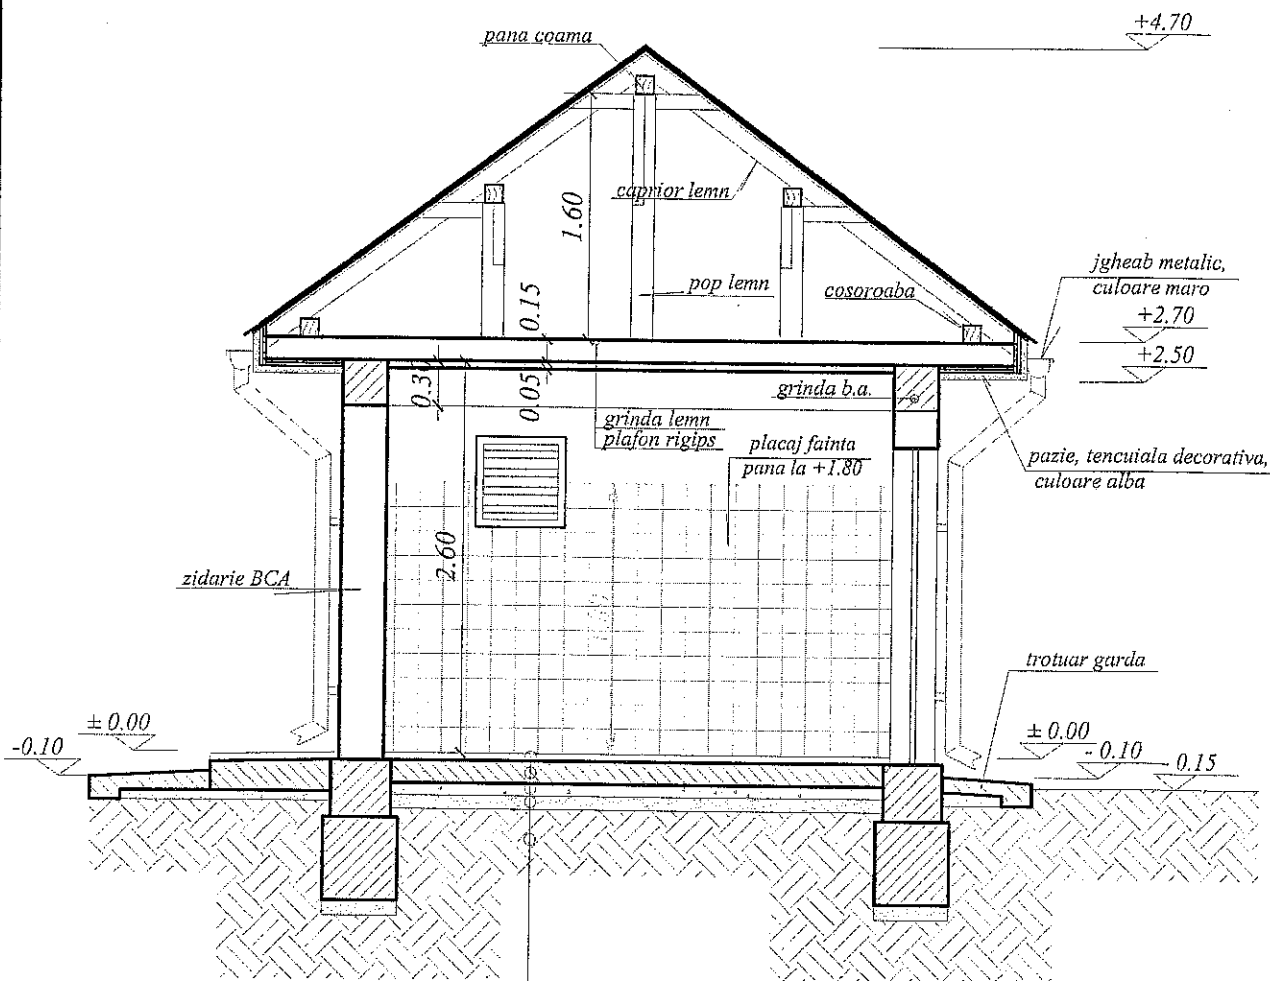 +4.70
pana coama
caprior lemn
1.60
jgheab metalic,
culoare maro
pop lemn
cosoroaba
0.15
+2.70
+2.50
0.05
grinda b.a.
grinda lemn
plafon rigips
placaj fainta
pana la +1.80
pazie, tencuiala decorativa,
culoare alba
2.60
zidarie BCA
trotuar garda
± 0.00
-0.10
± 0.00
- 0.10
0.15